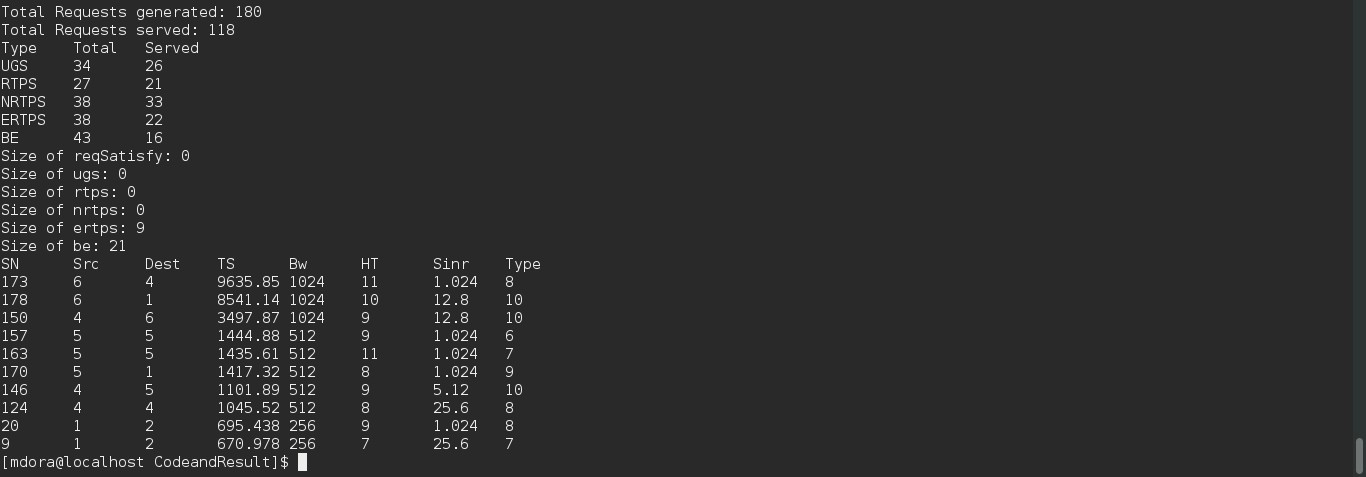 Total Requests generated: 180
Total Requests served: 118
Type Total Served
UGS 34 26
RTPS 27 21
NRTPS 38 33
ERTPS 38 22
BE 43 16
Size of reqSatisfy: 0
Size of ugs: 0
Size of rtps: 0
Size of nrtps: 0
Size of ertps: 9
Size of be: 21
SN Src Dest TS Bw HT Sinr Type
173 6 4 9635.85 1024 11 1.024 8
178 6 1 8541.14 1024 10 12.8 10
150 4 6 3497.87 1024 9 12.8 10
157 5 5 1444.88 512 9 1.024 6
163 5 5 1435.61 512 11 1.024 7
170 5 1 1417.32 512 8 1.024 9
146 4 5 1101.89 512 9 5.12 10
124 4 4 1045.52 512 8 25.6 8
20 1 2 695.438 256 9 1.024 8
9 1 2 670.978 256 7 25.6 7
[mdora@localhost CodeandResult]$